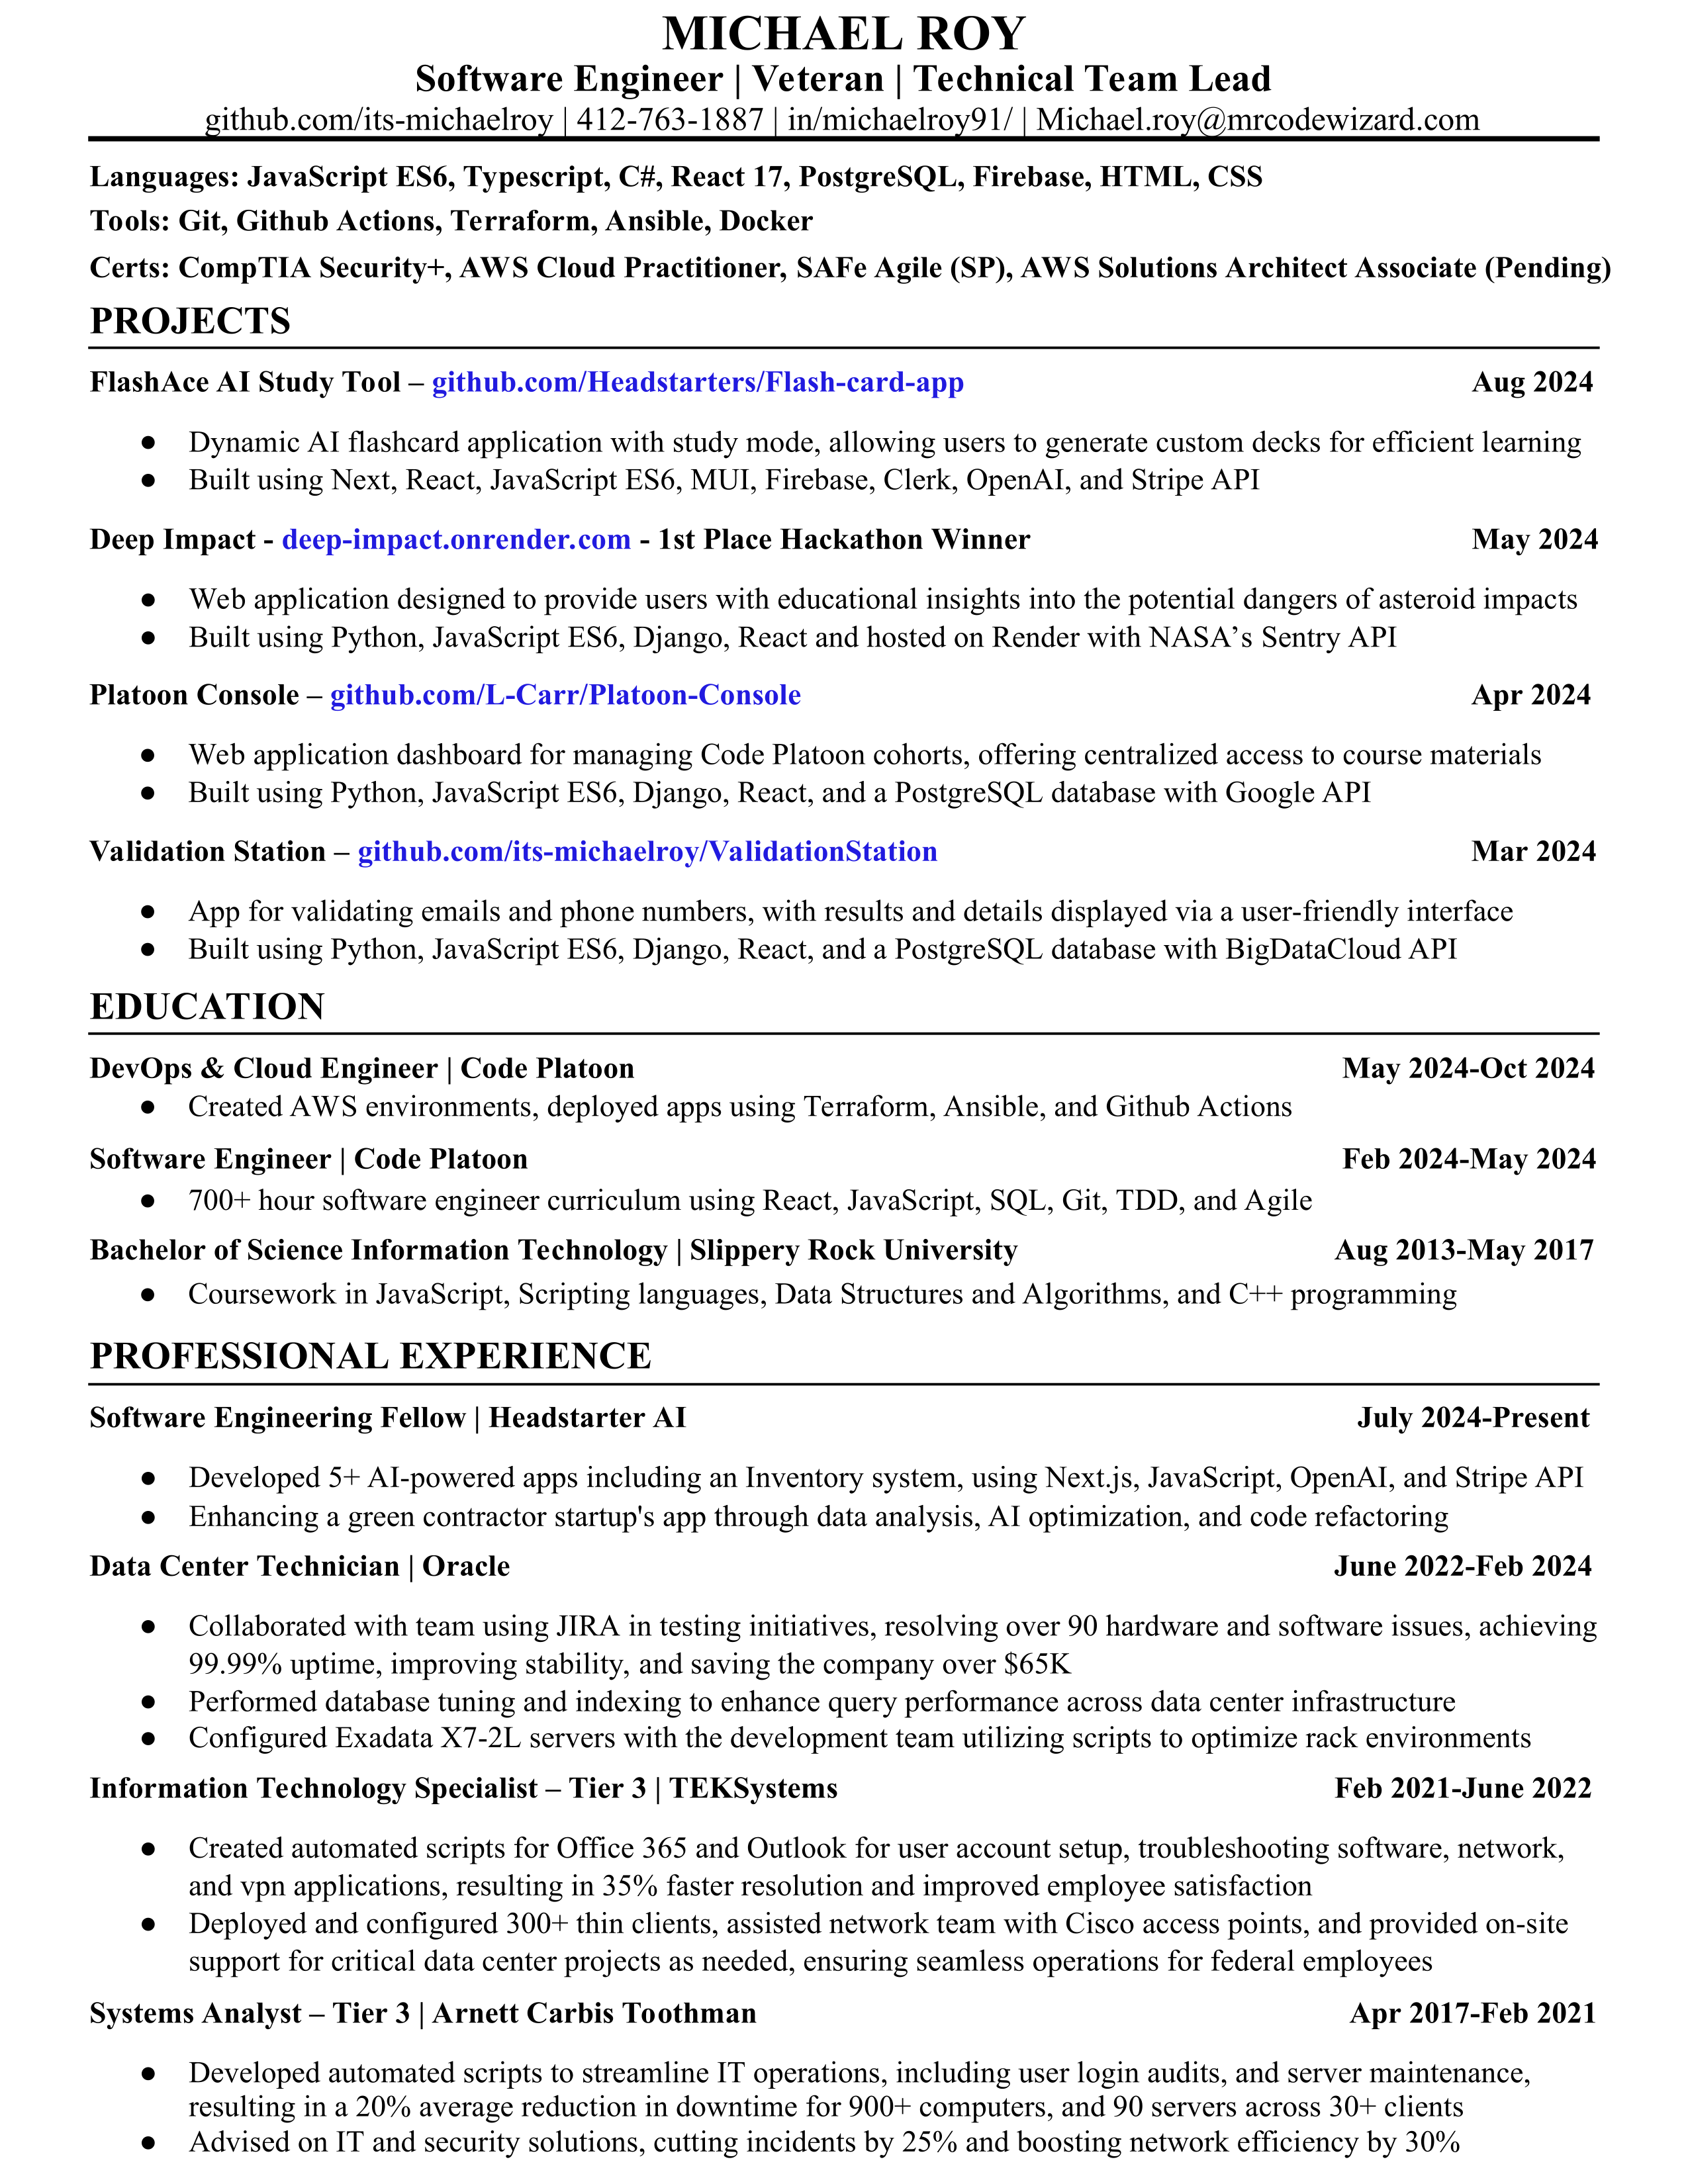 MICHAEL ROY
Software Engineer | Veteran | Technical Team Lead
github.com/its-michaelroy | 412-763-1887 | in/michaelroy91/ | Michael.roy@mrcodewizard.com
Languages: JavaScript ES6, Typescript, C#, React 17, PostgreSQL, Firebase, HTML, CSS
Tools: Git, Github Actions, Terraform, Ansible, Docker
Certs: CompTIA Security+, AWS Cloud Practitioner, SAFe Agile (SP), AWS Solutions Architect Associate (Pending)
PROJECTS
FlashAce AI Study Tool – github.com/Headstarters/Flash-card-app Aug 2024
● Dynamic AI flashcard application with study mode, allowing users to generate custom decks for efficient learning
● Built using Next, React, JavaScript ES6, MUI, Firebase, Clerk, OpenAI, and Stripe API
Deep Impact - deep-impact.onrender.com - 1st Place Hackathon Winner May 2024
● Web application designed to provide users with educational insights into the potential dangers of asteroid impacts
● Built using Python, JavaScript ES6, Django, React and hosted on Render with NASA’s Sentry API
Platoon Console – github.com/L-Carr/Platoon-Console Apr 2024
● Web application dashboard for managing Code Platoon cohorts, offering centralized access to course materials
● Built using Python, JavaScript ES6, Django, React, and a PostgreSQL database with Google API
Validation Station – github.com/its-michaelroy/ValidationStation Mar 2024
● App for validating emails and phone numbers, with results and details displayed via a user-friendly interface
● Built using Python, JavaScript ES6, Django, React, and a PostgreSQL database with BigDataCloud API
EDUCATION
DevOps & Cloud Engineer | Code Platoon May 2024-Oct 2024
● Created AWS environments, deployed apps using Terraform, Ansible, and Github Actions
Software Engineer | Code Platoon Feb 2024-May 2024
● 700+ hour software engineer curriculum using React, JavaScript, SQL, Git, TDD, and Agile
Bachelor of Science Information Technology | Slippery Rock University Aug 2013-May 2017
● Coursework in JavaScript, Scripting languages, Data Structures and Algorithms, and C++ programming
PROFESSIONAL EXPERIENCE
Software Engineering Fellow | Headstarter AI July 2024-Present
● Developed 5+ AI-powered apps including an Inventory system, using Next.js, JavaScript, OpenAI, and Stripe API
● Enhancing a green contractor startup's app through data analysis, AI optimization, and code refactoring
Data Center Technician | Oracle June 2022-Feb 2024
● Collaborated with team using JIRA in testing initiatives, resolving over 90 hardware and software issues, achieving
99.99% uptime, improving stability, and saving the company over $65K
● Performed database tuning and indexing to enhance query performance across data center infrastructure
● Configured Exadata X7-2L servers with the development team utilizing scripts to optimize rack environments
Information Technology Specialist – Tier 3 | TEKSystems Feb 2021-June 2022
● Created automated scripts for Office 365 and Outlook for user account setup, troubleshooting software, network,
and vpn applications, resulting in 35% faster resolution and improved employee satisfaction
● Deployed and configured 300+ thin clients, assisted network team with Cisco access points, and provided on-site
support for critical data center projects as needed, ensuring seamless operations for federal employees
Systems Analyst – Tier 3 | Arnett Carbis Toothman Apr 2017-Feb 2021
● Developed automated scripts to streamline IT operations, including user login audits, and server maintenance,
resulting in a 20% average reduction in downtime for 900+ computers, and 90 servers across 30+ clients
● Advised on IT and security solutions, cutting incidents by 25% and boosting network efficiency by 30%